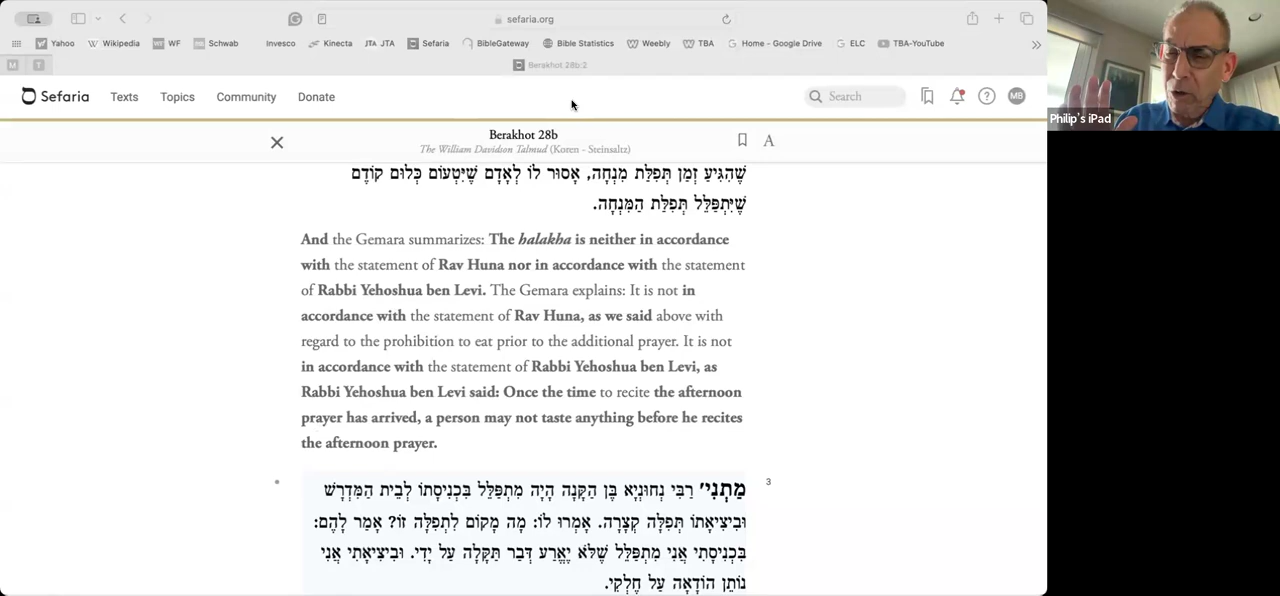 sefaria.org
Yahoo Wikipedia WF Schwab Invesco Kinecta JTA JTA Sefaria BibleGateway Bible Statistics Weebly TBA Home - Google Drive ELC TBA-YouTube
M T Berakhot 28b:2
Sefaria Texts Topics Community Donate Search MB
Philip's iPad
Berakhot 28b
The William Davidson Talmud (Koren - Steinsaltz)
A
שֶׁהִגִּיעַ זְמַן תְּפִלַּת מִנְחָה, אָסוּר לוֹ לְאָדָם שֶׁיִּטְעוֹם כְּלוּם קוֹדֶם
שֶׁיִּתְפַּלֵּל תְּפִלַּת הַמִּנְחָה.
And the Gemara summarizes: The halakha is neither in accordance
with the statement of Rav Huna nor in accordance with the statement
of Rabbi Yehoshua ben Levi. The Gemara explains: It is not in
accordance with the statement of Rav Huna, as we said above with
regard to the prohibition to eat prior to the additional prayer. It is not
in accordance with the statement of Rabbi Yehoshua ben Levi, as
Rabbi Yehoshua ben Levi said: Once the time to recite the afternoon
prayer has arrived, a person may not taste anything before he recites
the afternoon prayer.
3
מַתְנִי׳ רַבִּי נְחוּנְיָא בֶּן הַקָּנָה הָיָה מִתְפַּלֵּל בִּכְנִיסָתוֹ לְבֵית הַמִּדְרָשׁ
וּבִיצִיאָתוֹ תְּפִלָּה קְצָרָה. אָמְרוּ לוֹ: מָה מָקוֹם לִתְפִלָּה זוֹ? אָמַר לָהֶם:
בִּכְנִיסָתִי אֲנִי מִתְפַּלֵּל שֶׁלֹּא יֶאֱרַע דְּבַר תַּקָּלָה עַל יָדִי. וּבִיצִיאָתִי אֲנִי
נוֹתֵן הוֹדָאָה עַל חֶלְקִי.